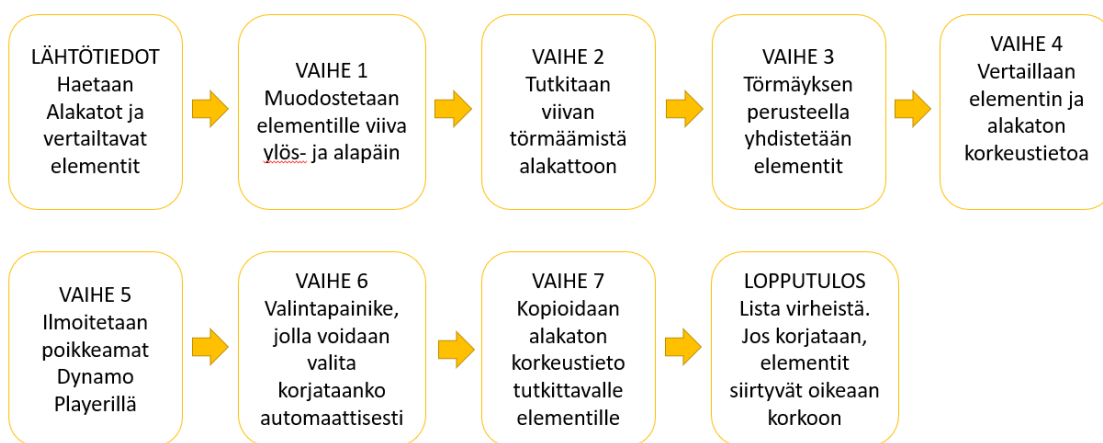 LÄHTÖTIEDOT
Haetaan
Alakatot ja
vertailtavat
elementit
VAIHE 1
Muodostetaan
elementille viiva
ylös- ja alapäin
VAIHE 2
Tutkitaan
viivan
törmäämistä
alakattoon
VAIHE 3
Törmäyksen
perusteella
yhdistetään
elementit
VAIHE 4
Vertaillaan
elementin ja
alakaton
korkeustietoa
VAIHE 5
Ilmoitetaan
poikkeamat
Dynamo
Playerillä
VAIHE 6
Valintapainike,
jolla voidaan
valita
korjataanko
automaattisesti
VAIHE 7
Kopioidaan
alakaton
korkeustieto
tutkittavalle
elementille
LOPPUTULOS
Lista virheistä.
Jos korjataan,
elementit
siirtyvät oikeaan
korkoon